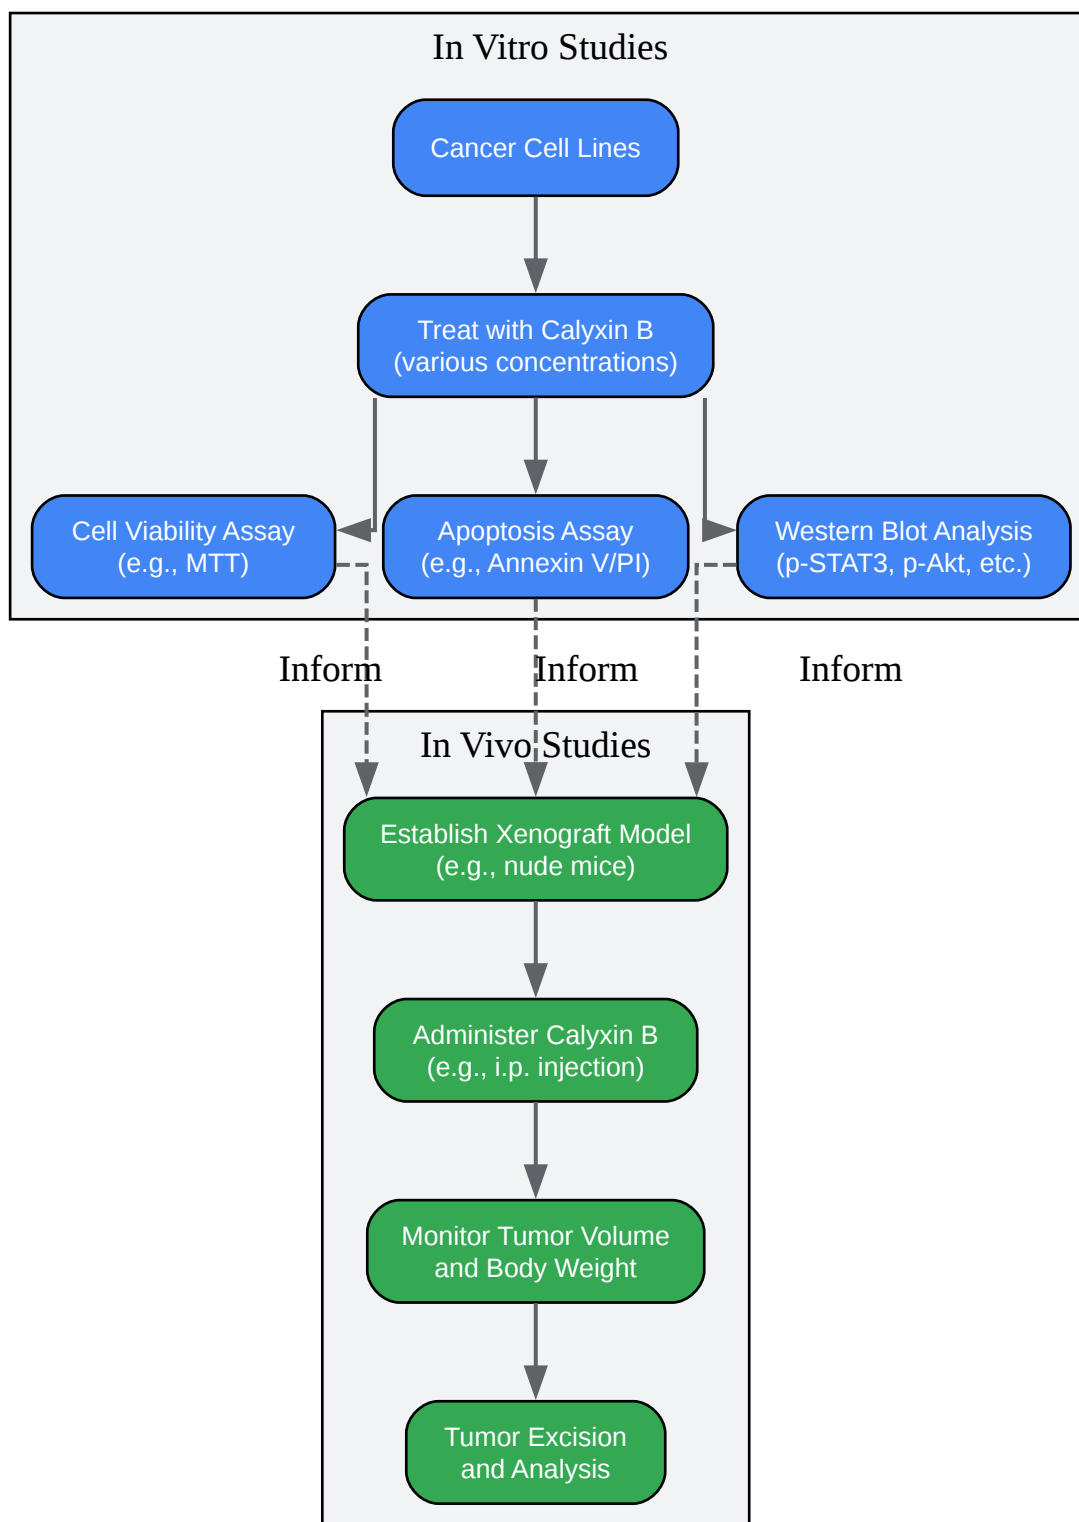 In Vitro Studies
Cancer Cell Lines
Treat with Calyxin B
(various concentrations)
Cell Viability Assay
(e.g., MTT)
Apoptosis Assay
(e.g., Annexin V/PI)
Western Blot Analysis
(p-STAT3, p-Akt, etc.)
Inform
Inform
Inform
In Vivo Studies
Establish Xenograft Model
(e.g., nude mice)
Administer Calyxin B
(e.g., i.p. injection)
Monitor Tumor Volume
and Body Weight
Tumor Excision
and Analysis